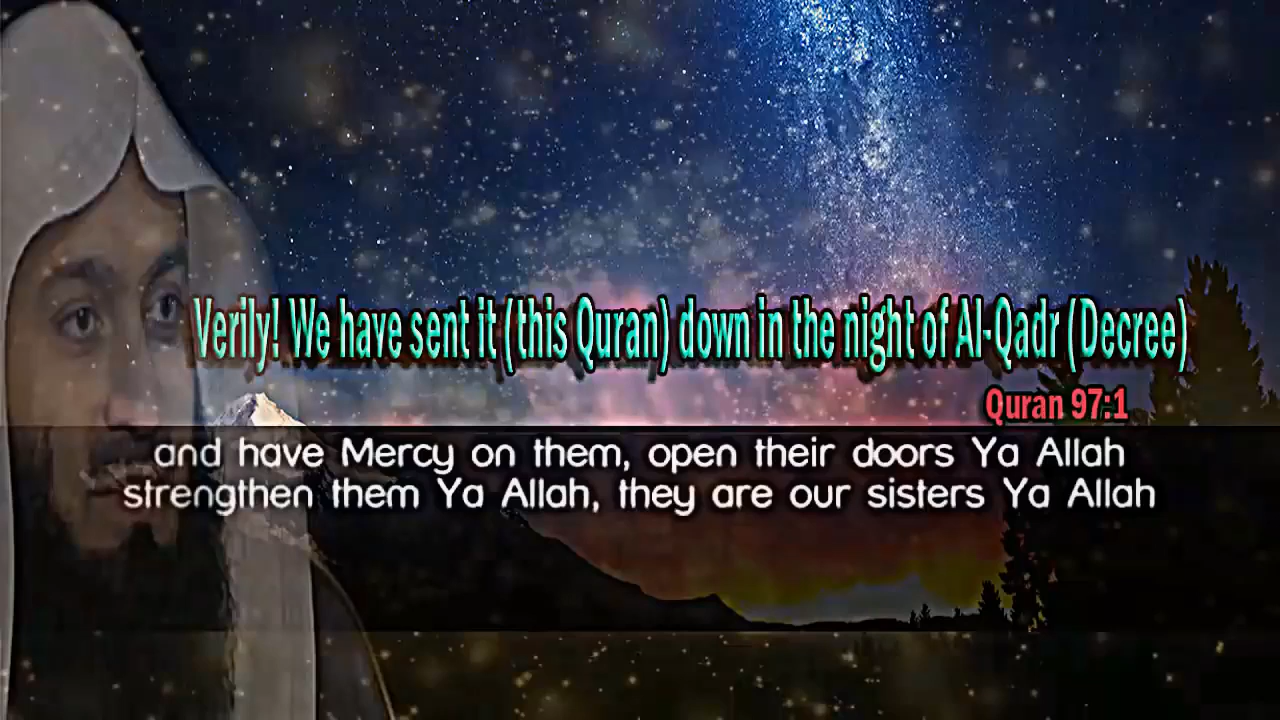 Verily! We have sent it (this Quran) down in the night of Al-Qadr (Decree)
Quran 97:1
and have Mercy on them, open their doors Ya Allah
strengthen them Ya Allah, they are our sisters Ya Allah